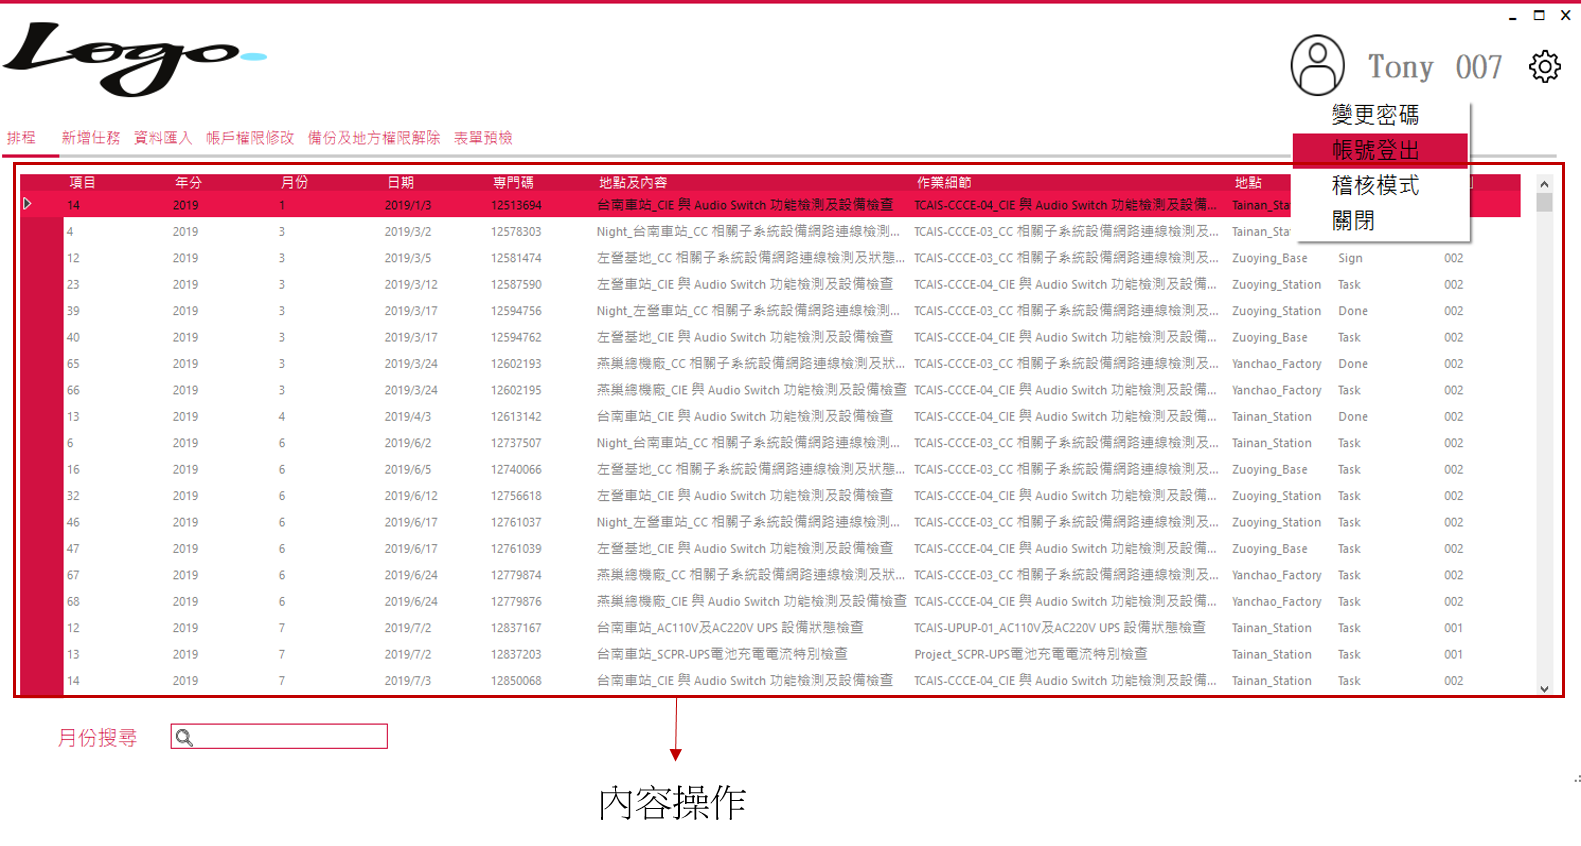 Logo
Tony 007
變更密碼
帳號登出
稽核模式
關閉
排程 新增任務 資料匯入 帳戶權限修改 備份及地方權限解除 表單預檢
項目 年分 月份 日期 專門碼 地點及內容 作業細節 地點
14 2019 1 2019/1/3 12513694 台南車站_CIE 與 Audio Switch 功能檢測及設備檢查 TCAIS-CCCE-04_CIE 與 Audio Switch 功能檢測及設備... Tainan_Sta
4 2019 3 2019/3/2 12578303 Night_台南車站_CC 相關子系統設備網路連線檢測... TCAIS-CCCE-03_CC 相關子系統設備網路連線檢測及... Tainan_Sta
12 2019 3 2019/3/5 12581474 左營基地_CC 相關子系統設備網路連線檢測及狀態... TCAIS-CCCE-03_CC 相關子系統設備網路連線檢測及... Zuoying_Base Sign 002
23 2019 3 2019/3/12 12587590 左營車站_CIE 與 Audio Switch 功能檢測及設備檢查 TCAIS-CCCE-04_CIE 與 Audio Switch 功能檢測及設備... Zuoying_Station Task 002
39 2019 3 2019/3/17 12594756 Night_左營車站_CC 相關子系統設備網路連線檢測... TCAIS-CCCE-03_CC 相關子系統設備網路連線檢測及... Zuoying_Station Done 002
40 2019 3 2019/3/17 12594762 左營基地_CIE 與 Audio Switch 功能檢測及設備檢查 TCAIS-CCCE-04_CIE 與 Audio Switch 功能檢測及設備... Zuoying_Base Task 002
65 2019 3 2019/3/24 12602193 燕巢總機廠_CC 相關子系統設備網路連線檢測及狀... TCAIS-CCCE-03_CC 相關子系統設備網路連線檢測及... Yanchao_Factory Done 002
66 2019 3 2019/3/24 12602195 燕巢總機廠_CIE 與 Audio Switch 功能檢測及設備檢查 TCAIS-CCCE-04_CIE 與 Audio Switch 功能檢測及設備... Yanchao_Factory Task 002
13 2019 4 2019/4/3 12613142 台南車站_CIE 與 Audio Switch 功能檢測及設備檢查 TCAIS-CCCE-04_CIE 與 Audio Switch 功能檢測及設備... Tainan_Station Done 002
6 2019 6 2019/6/2 12737507 Night_台南車站_CC 相關子系統設備網路連線檢測... TCAIS-CCCE-03_CC 相關子系統設備網路連線檢測及... Tainan_Station Task 002
16 2019 6 2019/6/5 12740066 左營基地_CC 相關子系統設備網路連線檢測及狀態... TCAIS-CCCE-03_CC 相關子系統設備網路連線檢測及... Zuoying_Base Task 002
32 2019 6 2019/6/12 12756618 左營車站_CIE 與 Audio Switch 功能檢測及設備檢查 TCAIS-CCCE-04_CIE 與 Audio Switch 功能檢測及設備... Zuoying_Station Task 002
46 2019 6 2019/6/17 12761037 Night_左營車站_CC 相關子系統設備網路連線檢測... TCAIS-CCCE-03_CC 相關子系統設備網路連線檢測及... Zuoying_Station Task 002
47 2019 6 2019/6/17 12761039 左營基地_CIE 與 Audio Switch 功能檢測及設備檢查 TCAIS-CCCE-04_CIE 與 Audio Switch 功能檢測及設備... Zuoying_Base Task 002
67 2019 6 2019/6/24 12779874 燕巢總機廠_CC 相關子系統設備網路連線檢測及狀... TCAIS-CCCE-03_CC 相關子系統設備網路連線檢測及... Yanchao_Factory Task 002
68 2019 6 2019/6/24 12779876 燕巢總機廠_CIE 與 Audio Switch 功能檢測及設備檢查 TCAIS-CCCE-04_CIE 與 Audio Switch 功能檢測及設備... Yanchao_Factory Task 002
12 2019 7 2019/7/2 12837167 台南車站_AC110V及AC220V UPS 設備狀態檢查 TCAIS-UPUP-01_AC110V及AC220V UPS 設備狀態檢查 Tainan_Station Task 001
13 2019 7 2019/7/2 12837203 台南車站_SCPR-UPS電池充電電流特別檢查 Project_SCPR-UPS電池充電電流特別檢查 Tainan_Station Task 001
14 2019 7 2019/7/3 12850068 台南車站_CIE 與 Audio Switch 功能檢測及設備檢查 TCAIS-CCCE-04_CIE 與 Audio Switch 功能檢測及設備... Tainan_Station Task 002
月份搜尋
內容操作